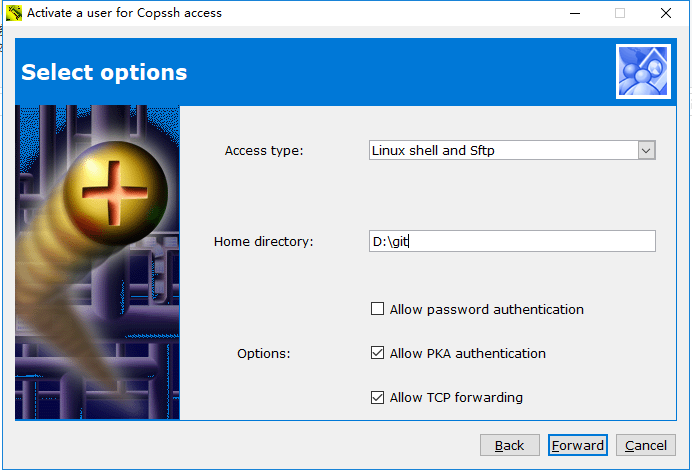 Activate a user for Copssh access
Select options
Access type:
Linux shell and Sftp
Home directory:
D:\git
Allow password authentication
Options:
Allow PKA authentication
Allow TCP forwarding
Back
Forward
Cancel